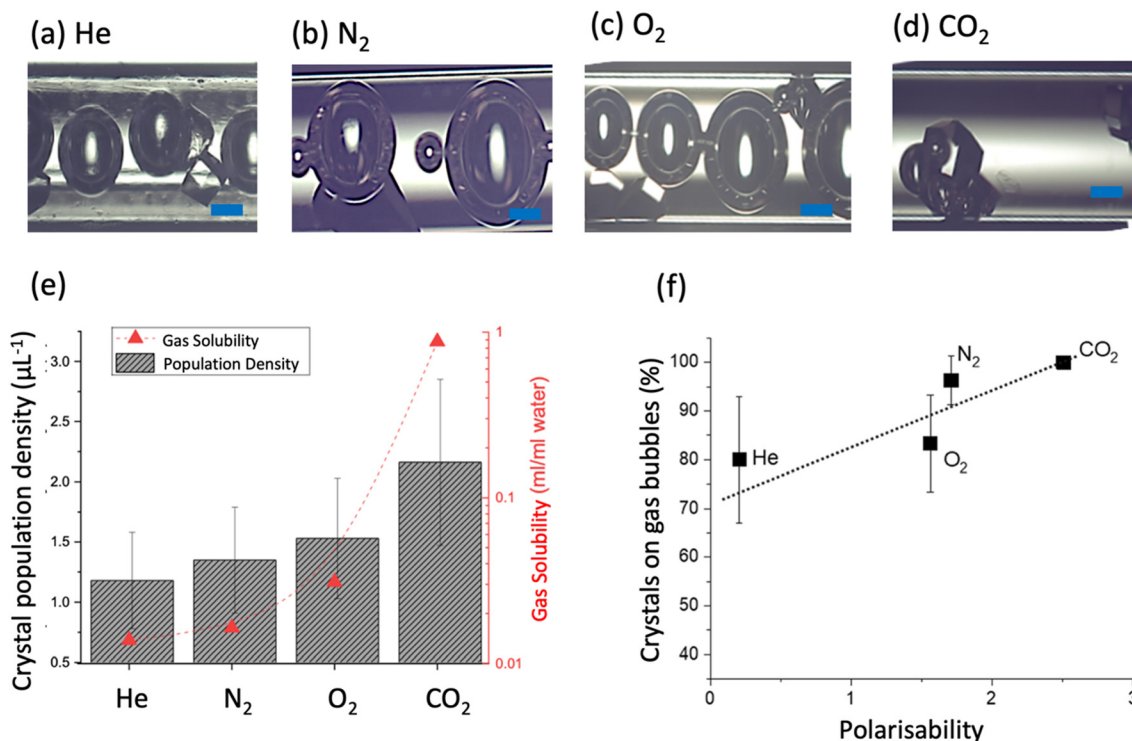 (a) He
(b) N₂
(c) O₂
(d) CO₂
(e)
Crystal population density (µL⁻¹)
3.0
2.5
2.0
1.5
1.0
0.5
Gas Solubility
Population Density
1
0.1
0.01
Gas Solubility (ml/ml water)
He
N₂
O₂
CO₂
(f)
Crystals on gas bubbles (%)
100
90
80
70
60
50
40
He
N₂
O₂
CO₂
0
1
2
3
Polarisability